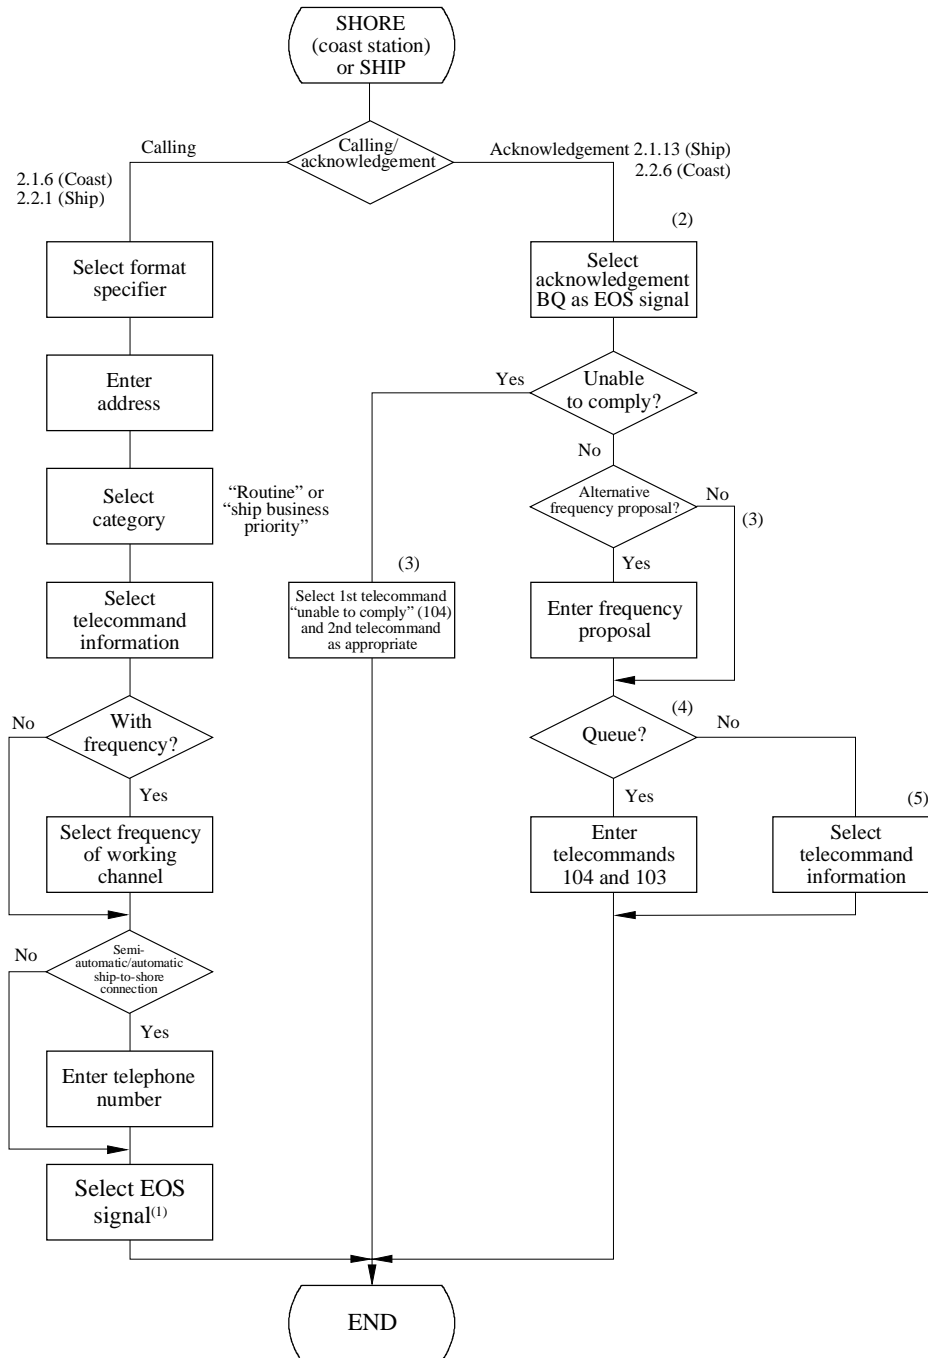 SHORE
(coast station)
or SHIP
Calling/
acknowledgement
Calling
2.1.6 (Coast)
2.2.1 (Ship)
Acknowledgement 2.1.13 (Ship)
2.2.6 (Coast)
Select format
specifier
Enter
address
Select
category
“Routine” or
“ship business
priority”
Select
telecommand
information
With
frequency?
No
Yes
Select frequency
of working
channel
Semi-
automatic/automatic
ship-to-shore
connection
No
Yes
Enter telephone
number
Select EOS
signal(1)
(2)
Select
acknowledgement
BQ as EOS signal
Unable
to comply?
Yes
No
(3)
Select 1st telecommand
“unable to comply” (104)
and 2nd telecommand
as appropriate
Alternative
frequency proposal?
No
(3)
Yes
Enter frequency
proposal
(4)
Queue?
No
Yes
Enter
telecommands
104 and 103
(5)
Select
telecommand
information
END